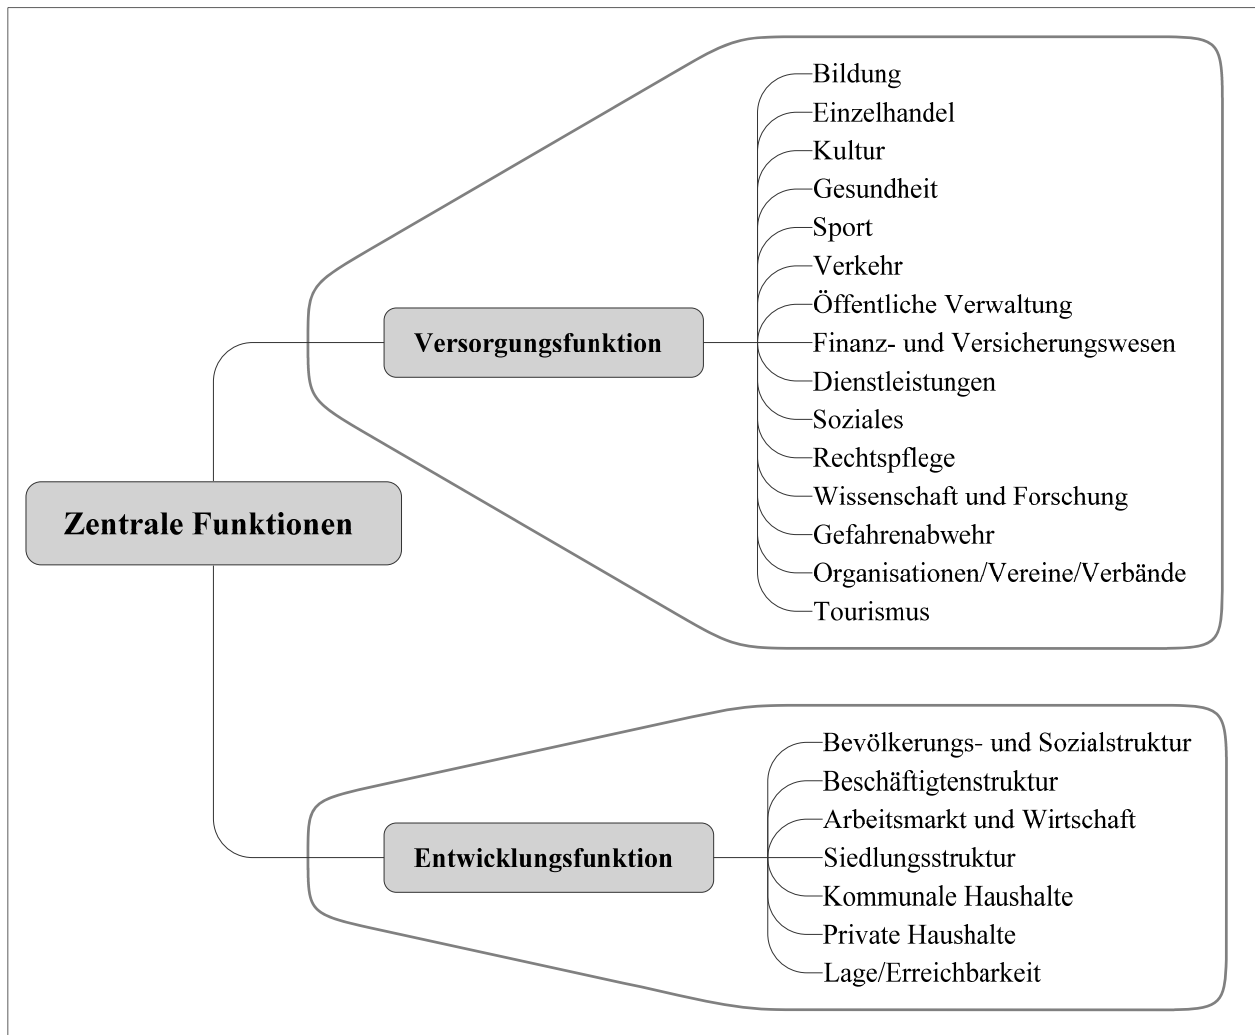 Zentrale Funktionen
Versorgungsfunktion
Bildung
Einzelhandel
Kultur
Gesundheit
Sport
Verkehr
Öffentliche Verwaltung
Finanz- und Versicherungswesen
Dienstleistungen
Soziales
Rechtspflege
Wissenschaft und Forschung
Gefahrenabwehr
Organisationen/Vereine/Verbände
Tourismus
Entwicklungsfunktion
Bevölkerungs- und Sozialstruktur
Beschäftigtenstruktur
Arbeitsmarkt und Wirtschaft
Siedlungsstruktur
Kommunale Haushalte
Private Haushalte
Lage/Erreichbarkeit